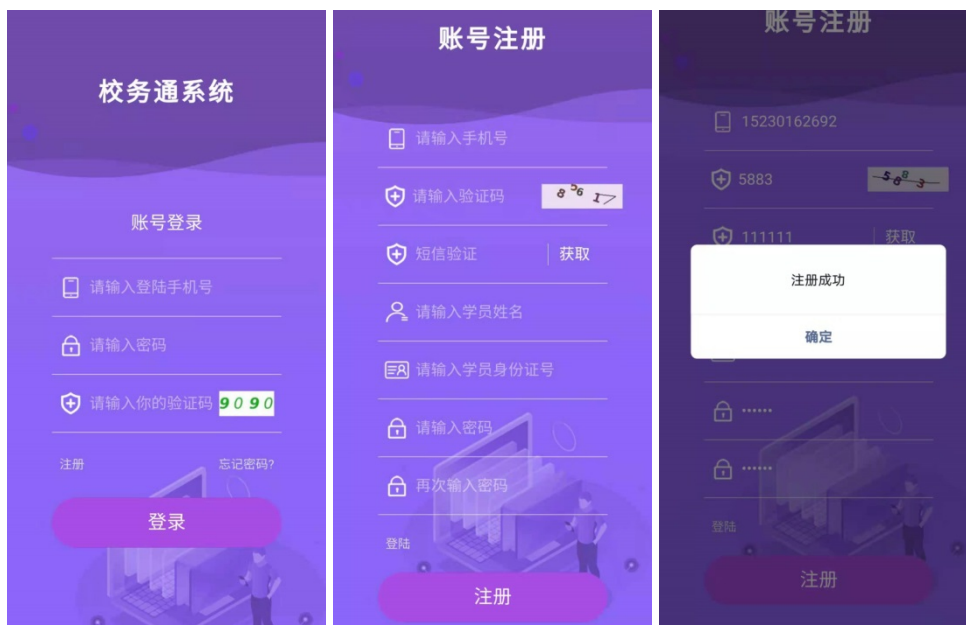 校务通系统
账号登录
请输入登陆手机号
请输入密码
请输入你的验证码 9090
注册 忘记密码?
登录
账号注册
请输入手机号
请输入验证码 85617
短信验证 获取
请输入学员姓名
请输入学员身份证号
请输入密码
再次输入密码
登陆
注册
账号注册
15230162692
5883 5883
111111 获取
注册成功
确定
登陆
注册